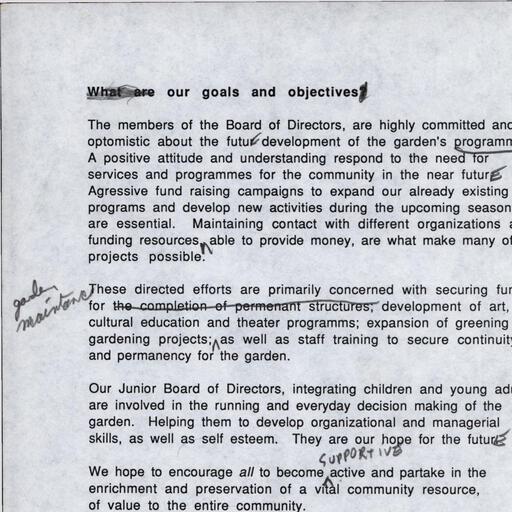 What are our goals and objectives
The members of the Board of Directors, are highly committed and
optomistic about the future development of the garden's programm
A positive attitude and understanding respond to the need for
services and programmes for the community in the near future
Agressive fund raising campaigns to expand our already existing
programs and develop new activities during the upcoming season
are essential. Maintaining contact with different organizations a
funding resources, able to provide money, are what make many of
projects possible.
These directed efforts are primarily concerned with securing fun
garden
maintance
for the completion of permenant structures; development of art,
cultural education and theater programms; expansion of greening
gardening projects; as well as staff training to secure continuity
and permanency for the garden.
Our Junior Board of Directors, integrating children and young adu
are involved in the running and everyday decision making of the
garden. Helping them to develop organizational and managerial
skills, as well as self esteem. They are our hope for the future
SUPPORTIVE
We hope to encourage all to become active and partake in the
enrichment and preservation of a vital community resource,
of value to the entire community.